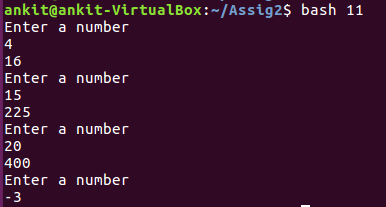 ankit@ankit-VirtualBox:~/Assig2$ bash 11
Enter a number
4
16
Enter a number
15
225
Enter a number
20
400
Enter a number
-3